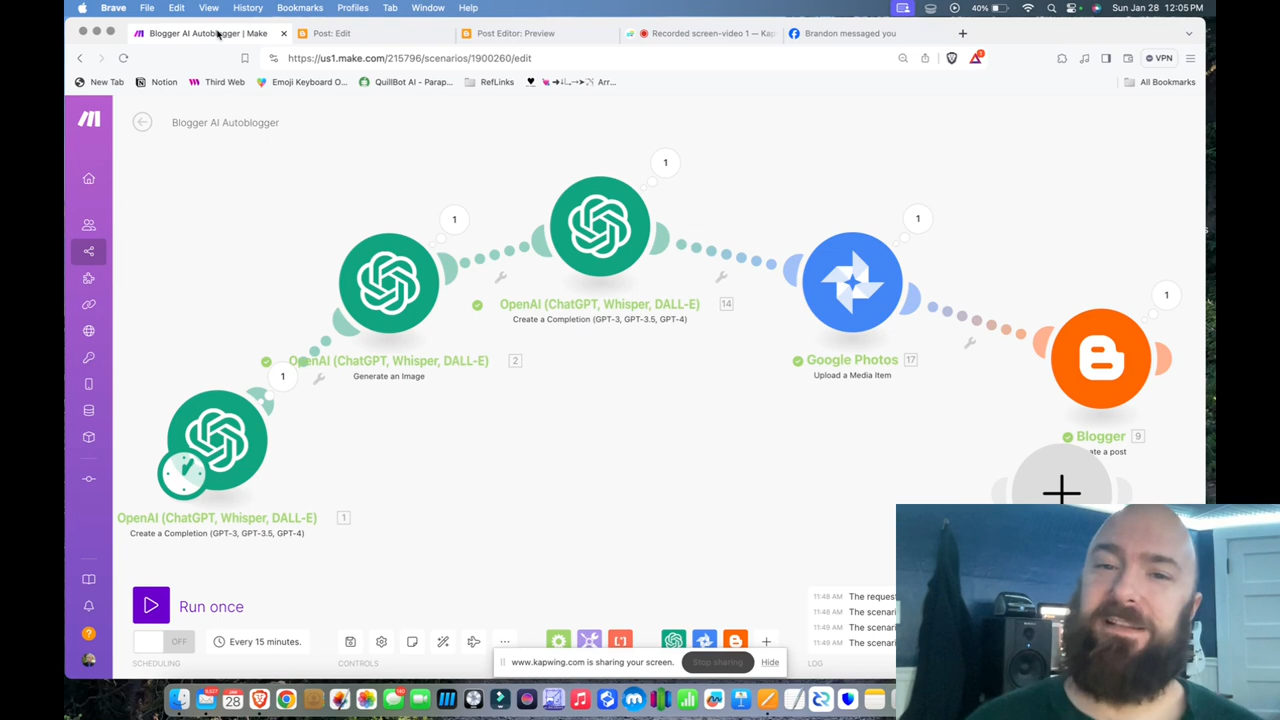 Brave File Edit View History Bookmarks Profiles Tab Window Help 40% Sun Jan 28 12:05 PM
Blogger AI Autoblogger | Make Post: Edit Post Editor: Preview Recorded screen-video 1 — Kap Brandon messaged you
https://us1.make.com/215796/scenarios/1900260/edit 1 VPN
New Tab Notion Third Web Emoji Keyboard O... QuillBot AI - Parap... RefLinks Arr... All Bookmarks
Blogger AI Autoblogger
1
1
1
1
1
OpenAI (ChatGPT, Whisper, DALL-E) 14
Create a Completion (GPT-3, GPT-3.5, GPT-4)
OpenAI (ChatGPT, Whisper, DALL-E) 2
Generate an Image
Google Photos 17
Upload a Media Item
Blogger 9
ate a post
OpenAI (ChatGPT, Whisper, DALL-E) 1
Create a Completion (GPT-3, GPT-3.5, GPT-4)
Run once
OFF Every 15 minutes.
SCHEDULING CONTROLS LOG
11:48 AM The reques
11:48 AM The scenari
11:49 AM The scenari
11:49 AM The scenari
www.kapwing.com is sharing your screen. Stop sharing Hide